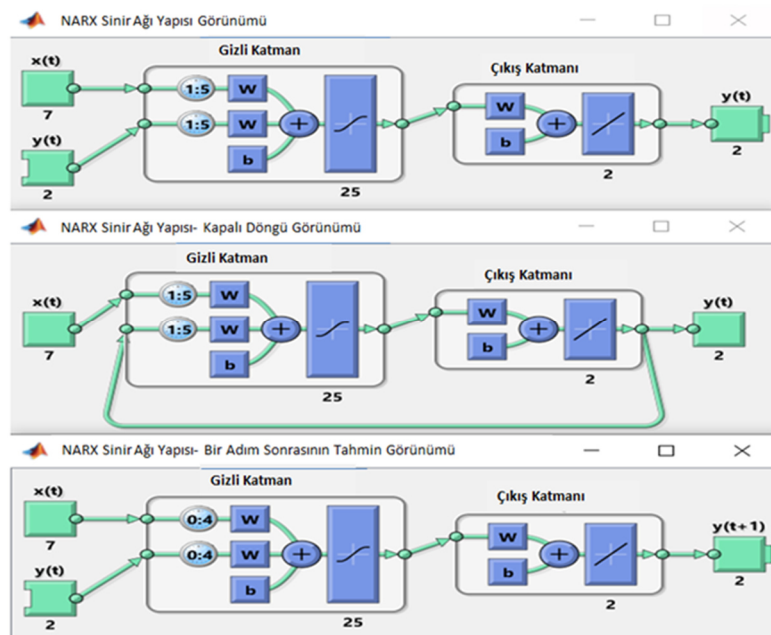 NARX Sinir Ağı Yapısı Görünümü
Gizli Katman
Çıkış Katmanı
x(t)
7
y(t)
2
1:5
W
1:5
W
b
+
25
W
b
+
2
y(t)
2
NARX Sinir Ağı Yapısı- Kapalı Döngü Görünümü
Gizli Katman
Çıkış Katmanı
x(t)
7
1:5
W
1:5
W
b
+
25
W
b
+
2
y(t)
2
NARX Sinir Ağı Yapısı- Bir Adım Sonrasının Tahmin Görünümü
Gizli Katman
Çıkış Katmanı
x(t)
7
y(t)
2
0:4
W
0:4
W
b
+
25
W
b
+
2
y(t+1)
2